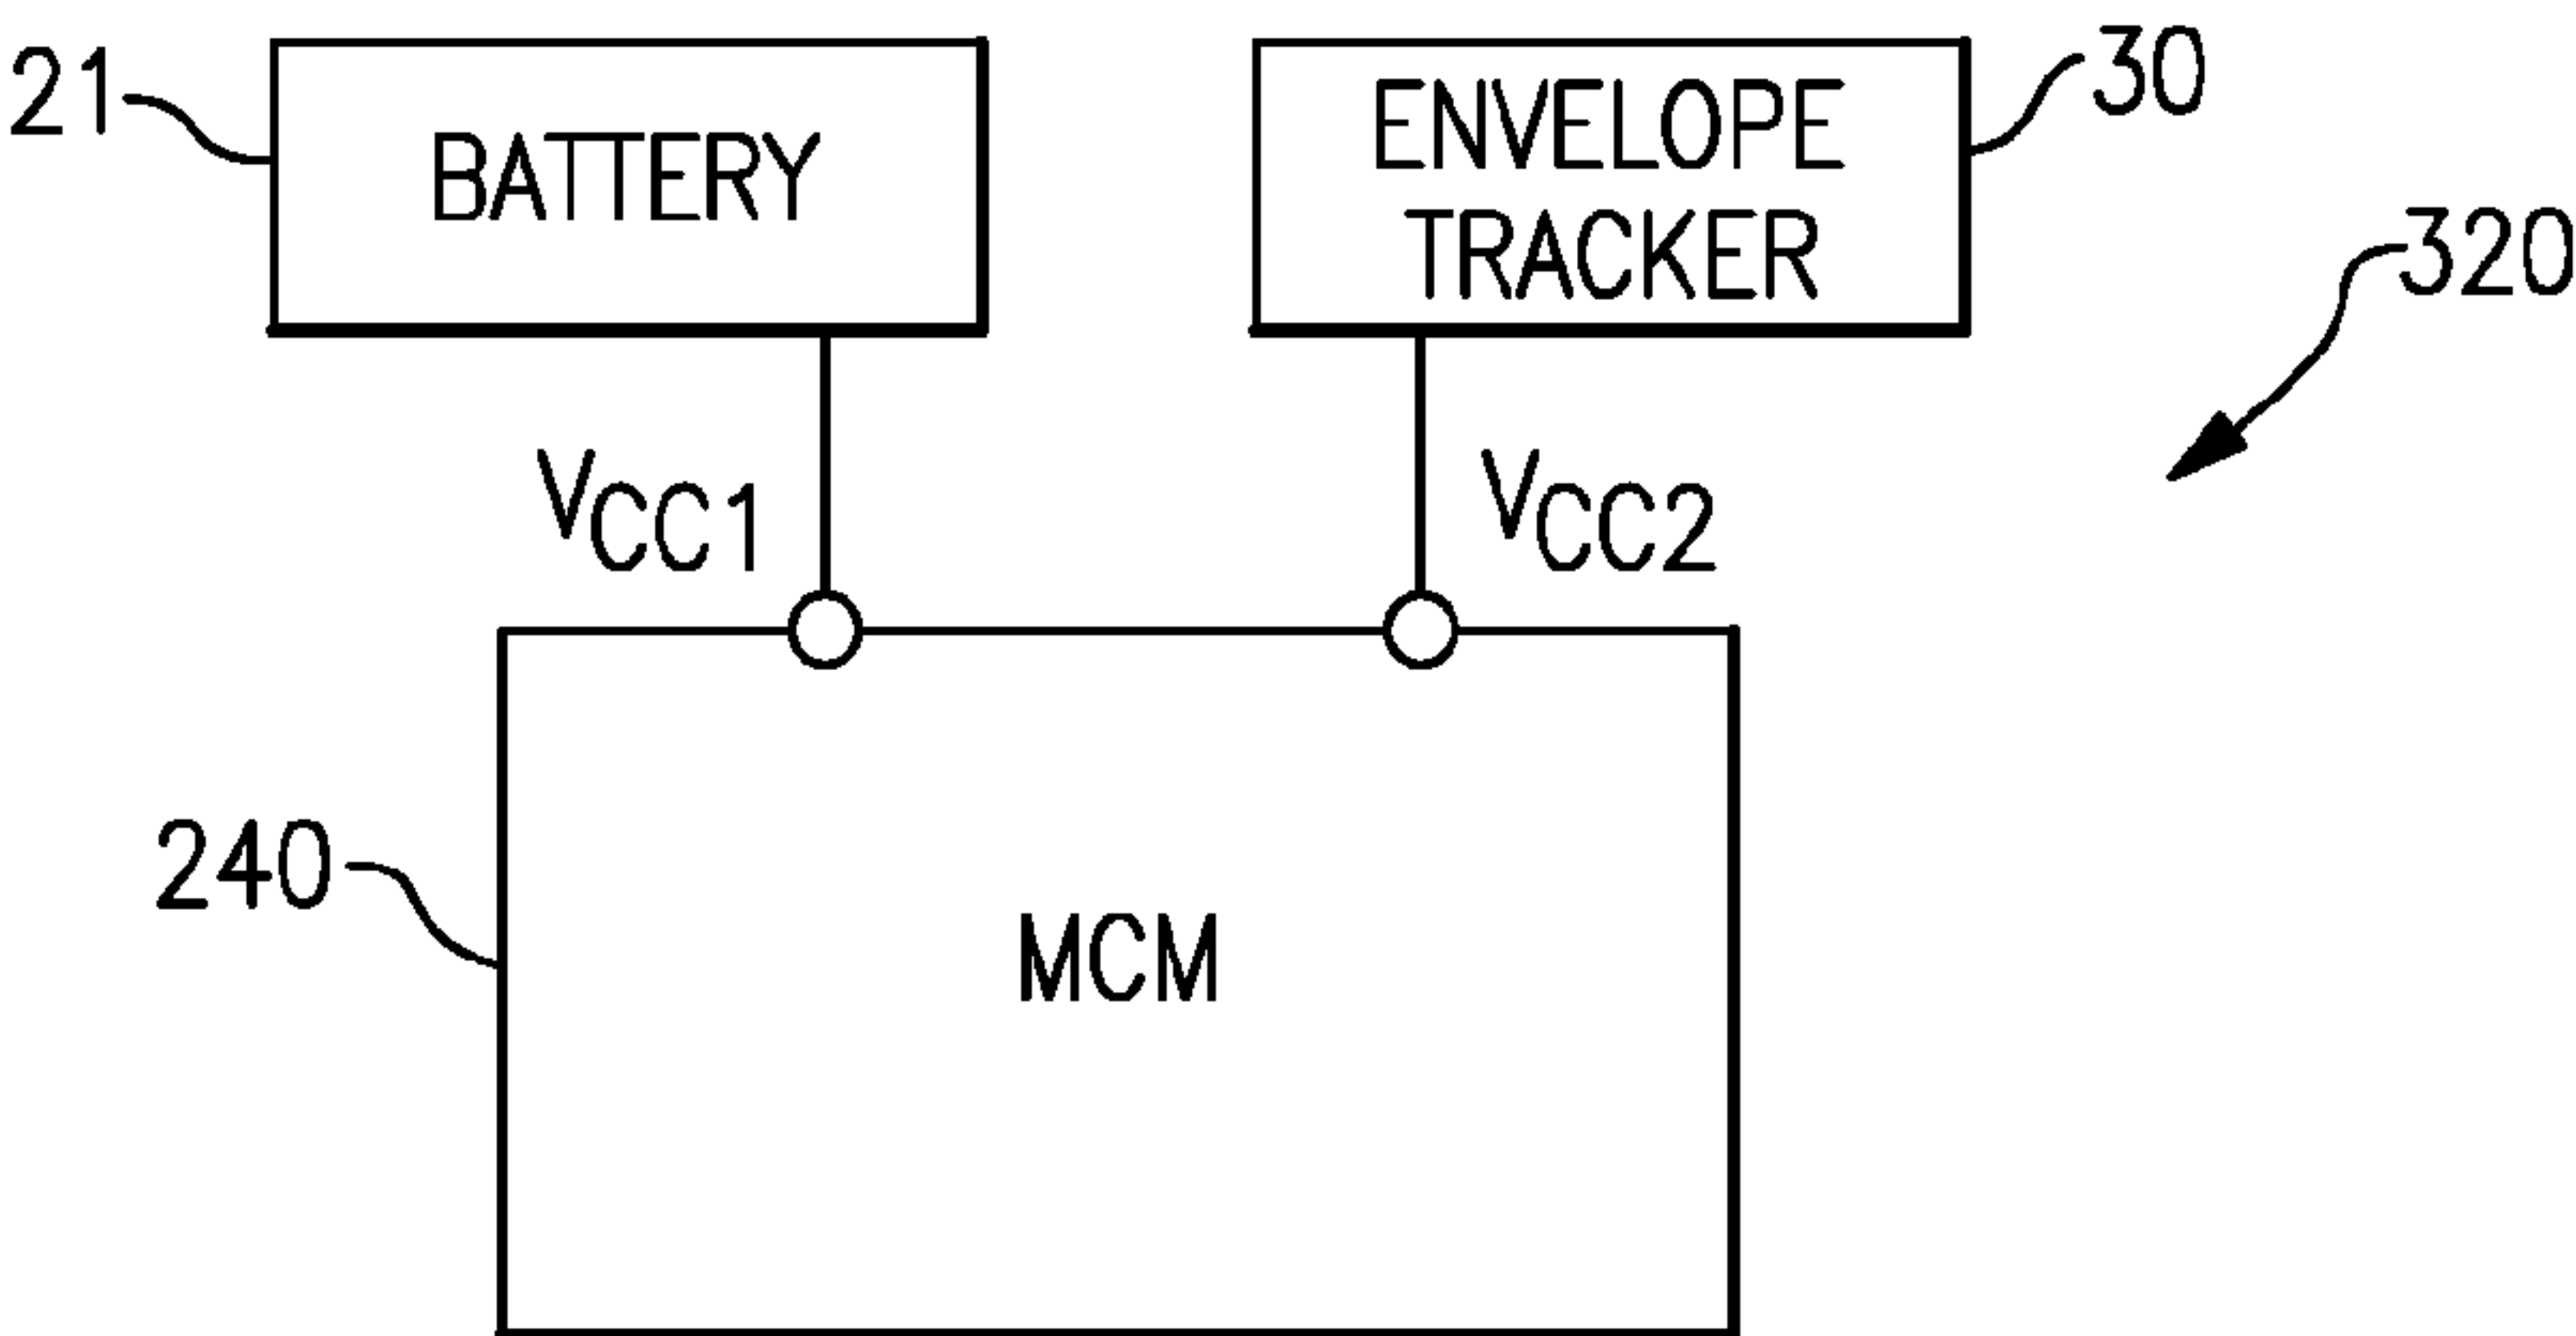 21
BATTERY
ENVELOPE
TRACKER
30
320
VCC1
VCC2
240
MCM